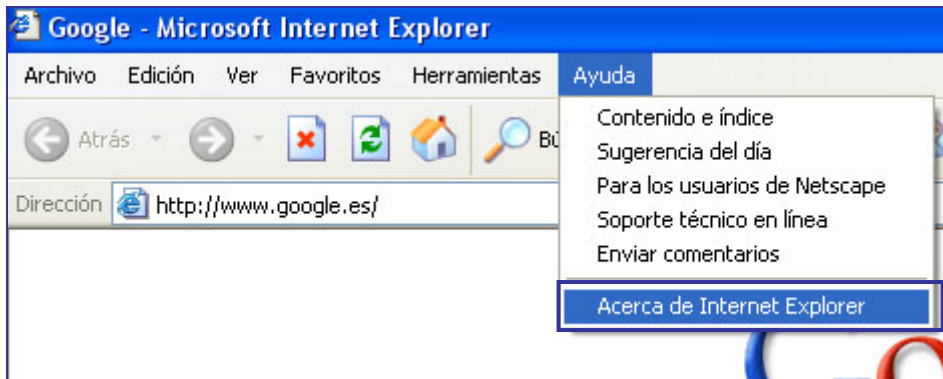 Google - Microsoft Internet Explorer
Archivo Edición Ver Favoritos Herramientas Ayuda
Atrás
Contenido e índice
Sugerencia del día
Para los usuarios de Netscape
Soporte técnico en línea
Enviar comentarios
Acerca de Internet Explorer
Dirección http://www.google.es/